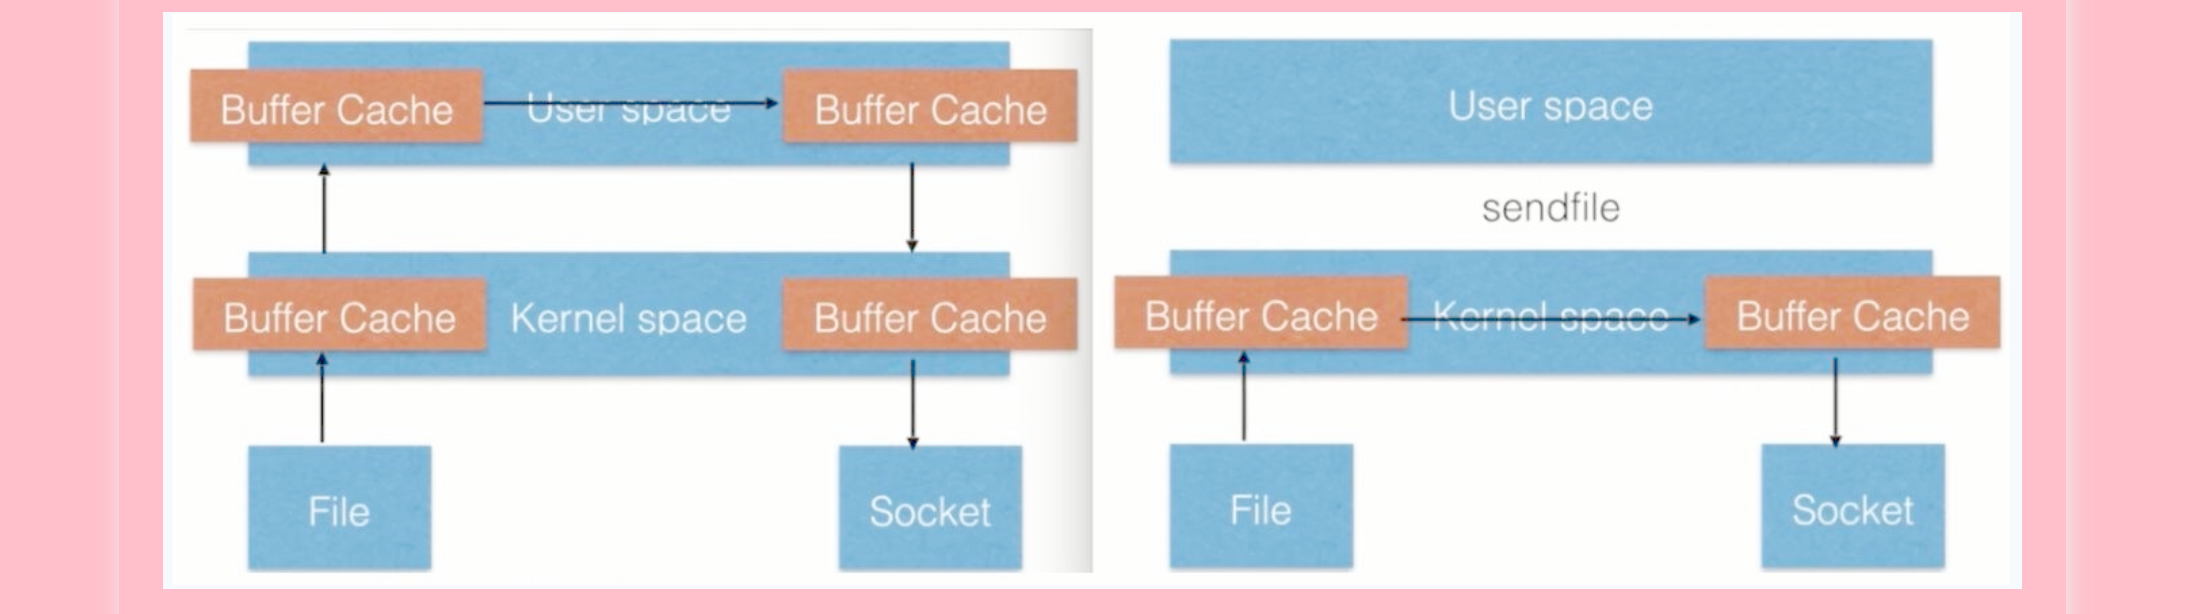 Buffer Cache
User space
Buffer Cache
Buffer Cache
Kernel space
Buffer Cache
File
Socket
User space
sendfile
Buffer Cache
Kernel space
Buffer Cache
File
Socket